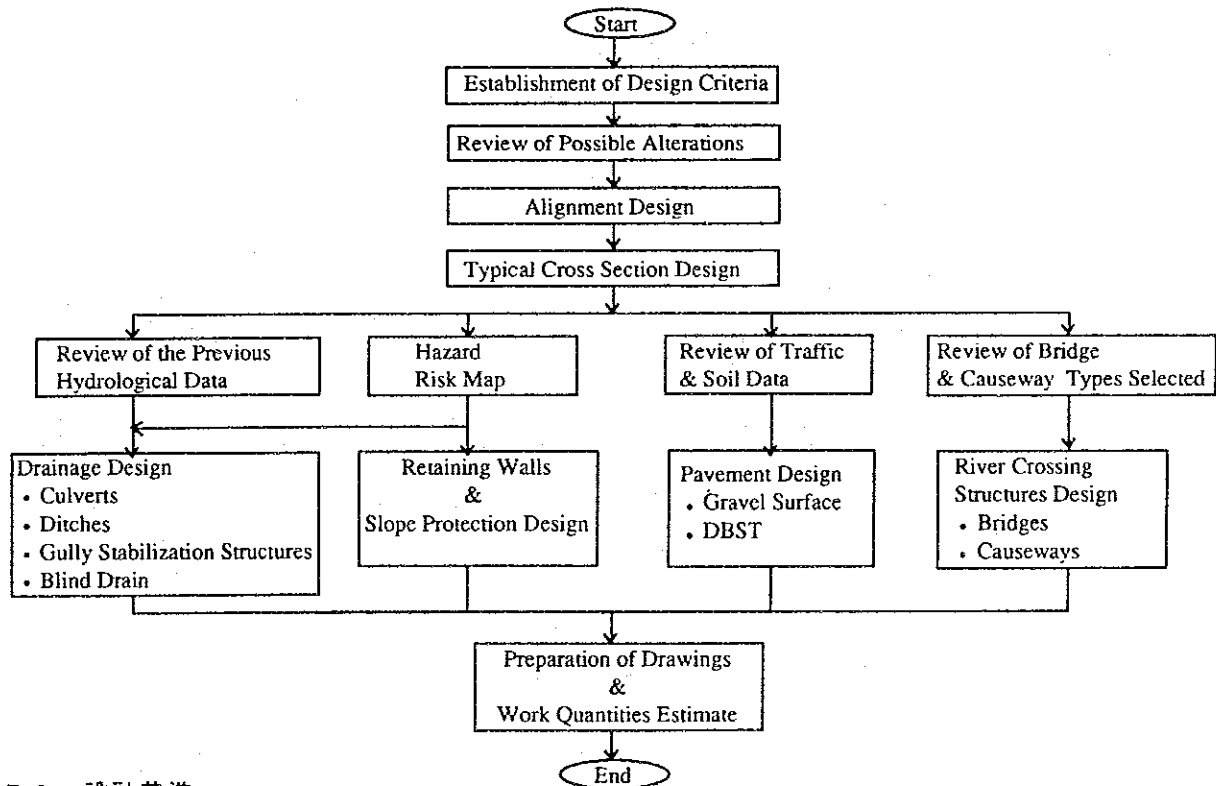 Start
Establishment of Design Criteria
Review of Possible Alterations
Alignment Design
Typical Cross Section Design
Review of the Previous
Hydrological Data
Hazard
Risk Map
Review of Traffic
& Soil Data
Review of Bridge
& Causeway Types Selected
Drainage Design
• Culverts
• Ditches
• Gully Stabilization Structures
• Blind Drain
Retaining Walls
&
Slope Protection Design
Pavement Design
• Gravel Surface
• DBST
River Crossing
Structures Design
• Bridges
• Causeways
Preparation of Drawings
&
Work Quantities Estimate
End